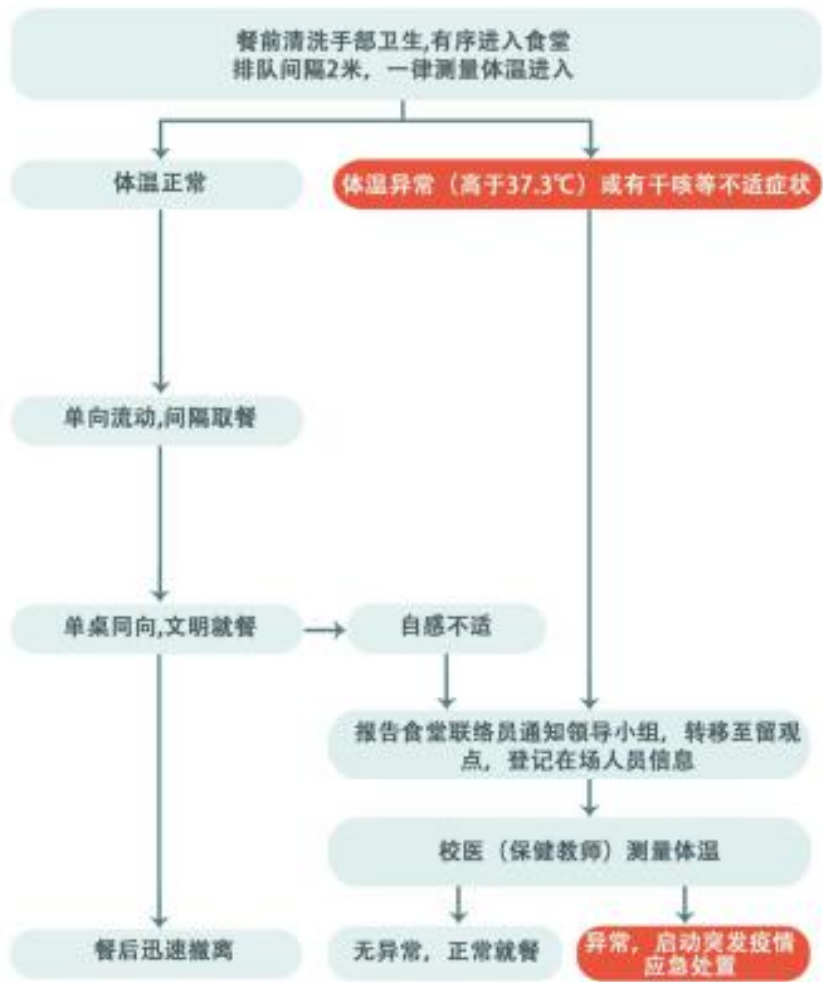 餐前清洗手部卫生,有序进入食堂
排队间隔2米，一律测量体温进入
体温正常
体温异常（高于37.3℃）或有干咳等不适症状
单向流动,间隔取餐
单桌同向,文明就餐
自感不适
报告食堂联络员通知领导小组，转移至留观
点，登记在场人员信息
校医（保健教师）测量体温
餐后迅速撤离
无异常，正常就餐
异常，启动突发疫情
应急处置